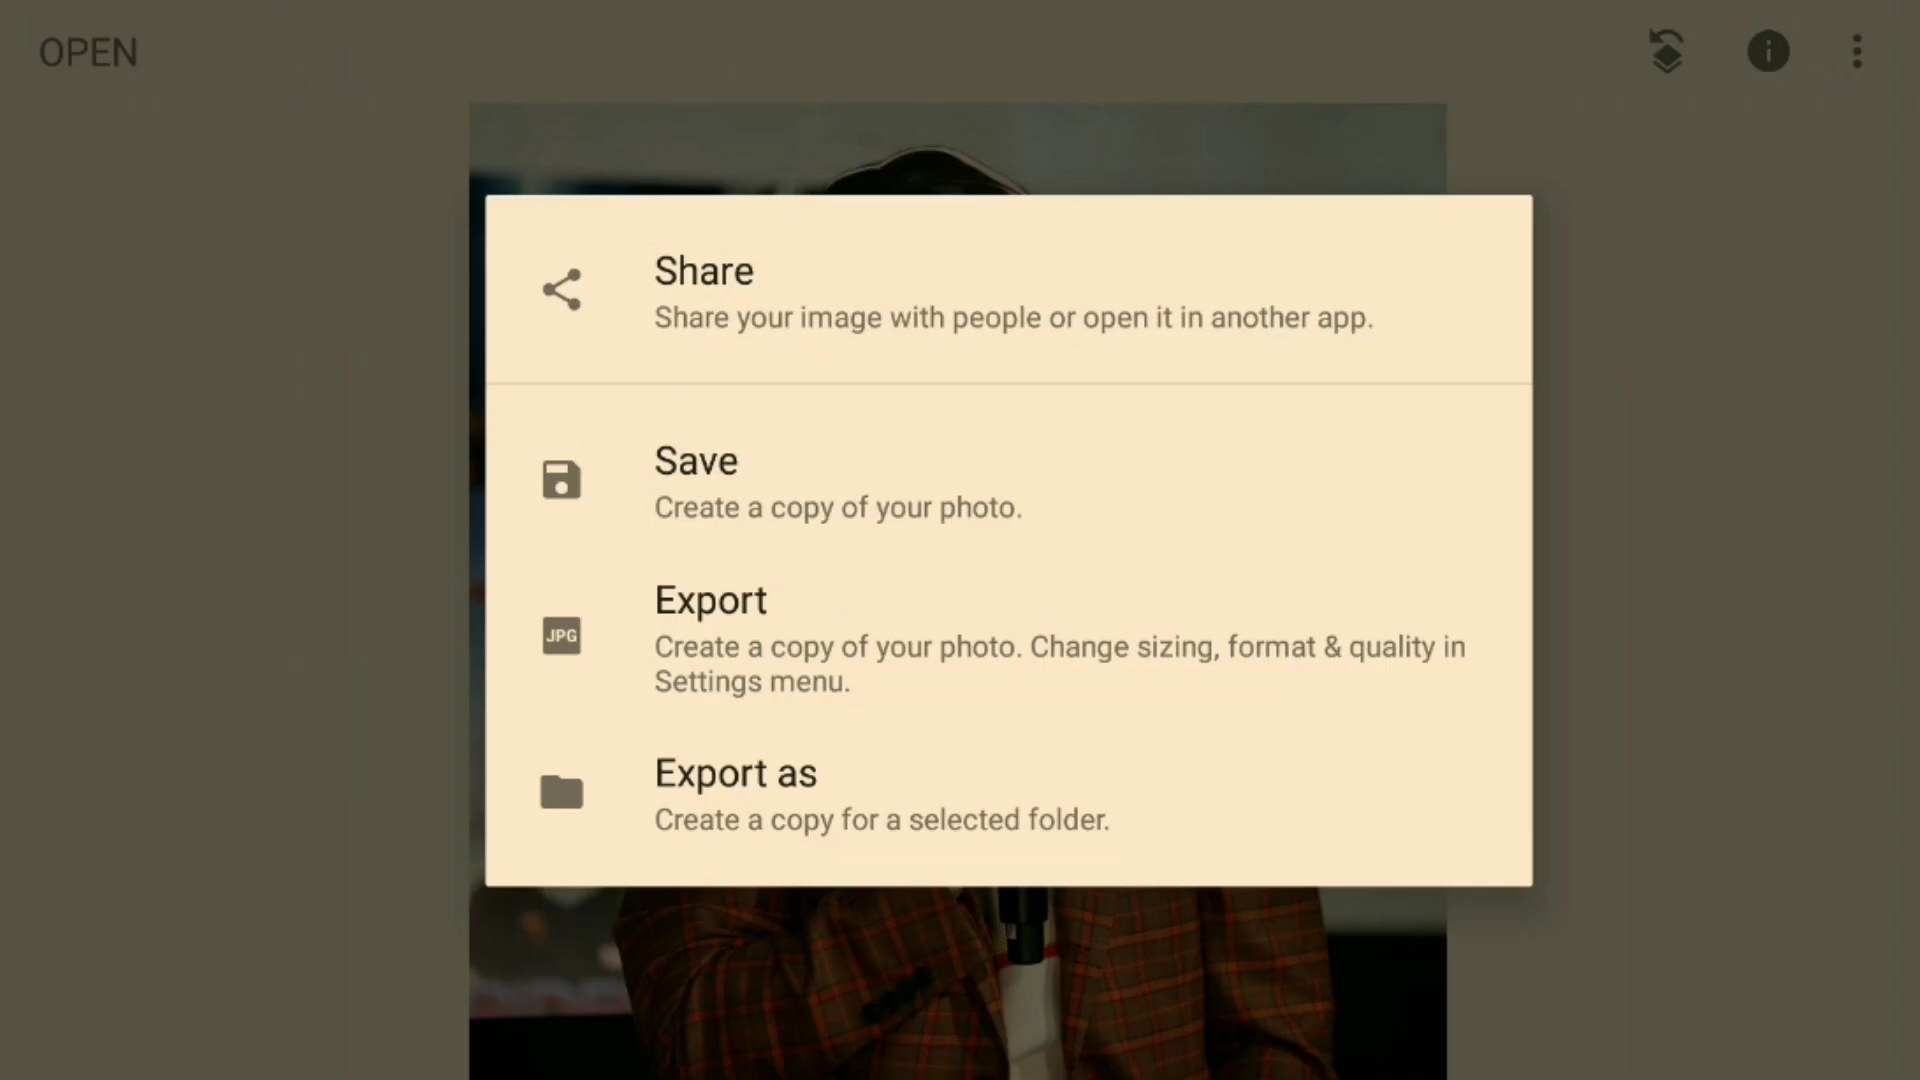 OPEN
Share
Share your image with people or open it in another app.
Save
Create a copy of your photo.
JPG
Export
Create a copy of your photo. Change sizing, format & quality in
Settings menu.
Export as
Create a copy for a selected folder.